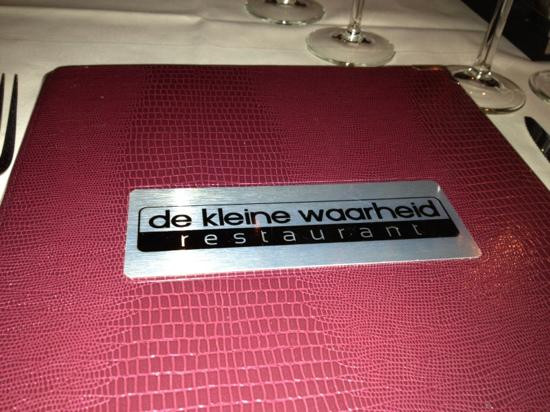 de kleine waarheid
restaurant